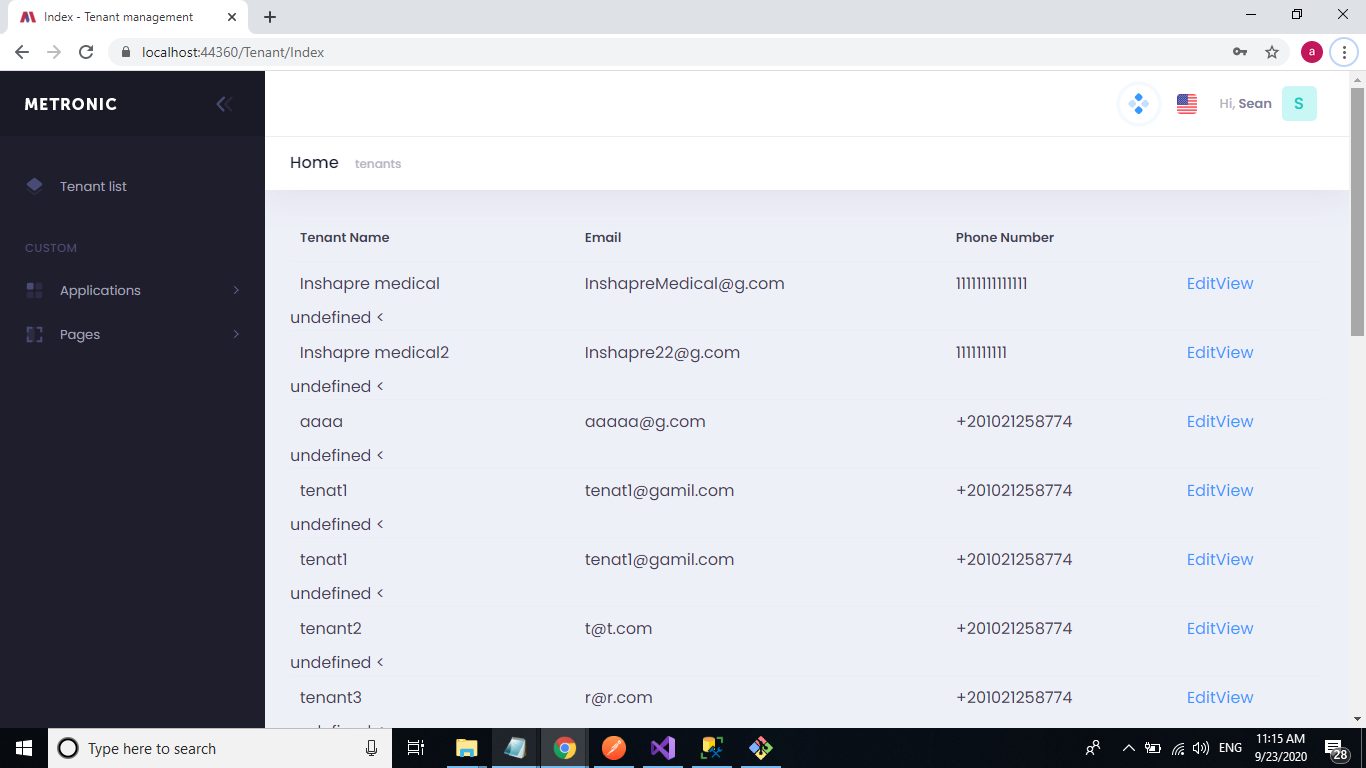 Index - Tenant management
localhost:44360/Tenant/Index
a
METRONIC
Hi, Sean S
Home tenants
Tenant list
CUSTOM
Applications
Pages
Tenant Name Email Phone Number
Inshapre medical InshapreMedical@g.com 11111111111111 EditView
undefined <
Inshapre medical2 Inshapre22@g.com 1111111111 EditView
undefined <
aaaa aaaaa@g.com +201021258774 EditView
undefined <
tenat1 tenat1@gamil.com +201021258774 EditView
undefined <
tenat1 tenat1@gamil.com +201021258774 EditView
undefined <
tenant2 t@t.com +201021258774 EditView
undefined <
tenant3 r@r.com +201021258774 EditView
Type here to search
ENG
11:15 AM
9/23/2020
28